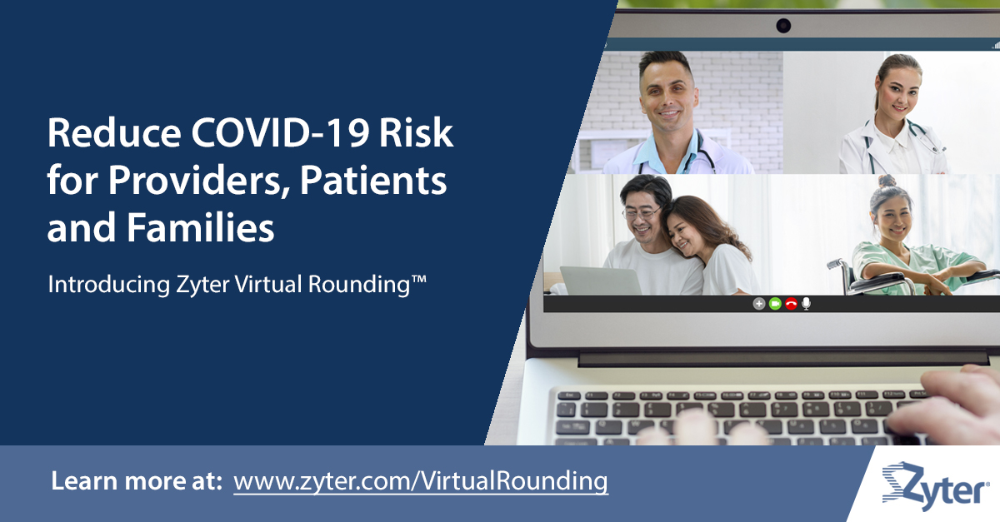 Reduce COVID-19 Risk
for Providers, Patients
and Families
Introducing Zyter Virtual Rounding™
Learn more at: www.zyter.com/VirtualRounding
Zyter®